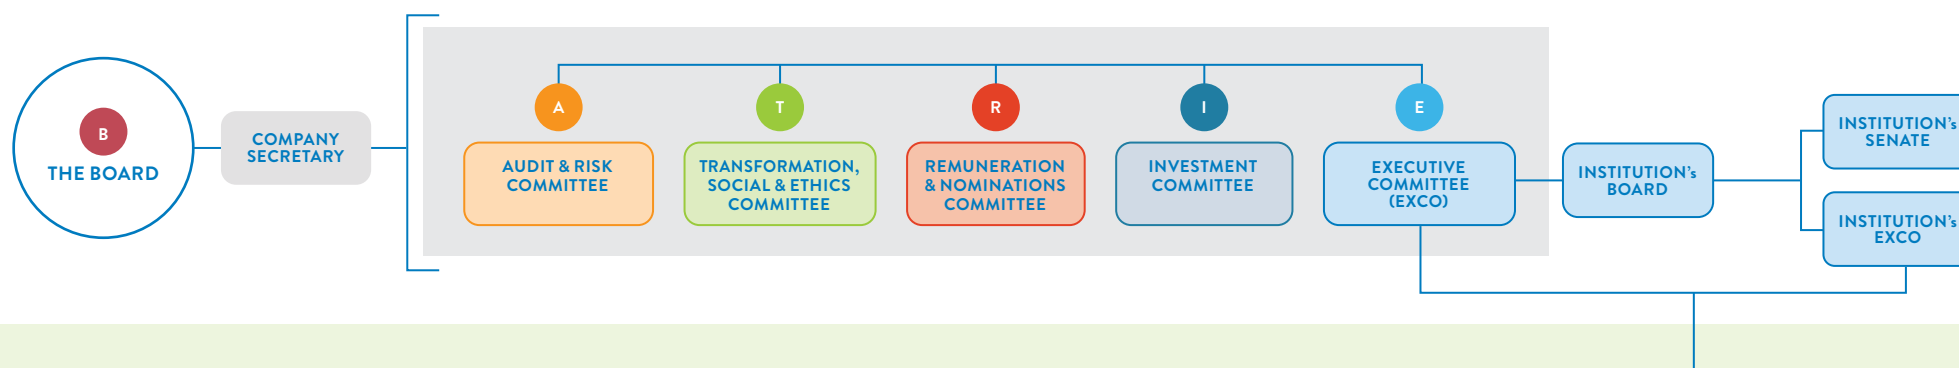 B
THE BOARD
COMPANY
SECRETARY
A
AUDIT & RISK
COMMITTEE
T
TRANSFORMATION,
SOCIAL & ETHICS
COMMITTEE
R
REMUNERATION
& NOMINATIONS
COMMITTEE
I
INVESTMENT
COMMITTEE
E
EXECUTIVE
COMMITTEE
(EXCO)
INSTITUTION's
BOARD
INSTITUTION's
SENATE
INSTITUTION's
EXCO